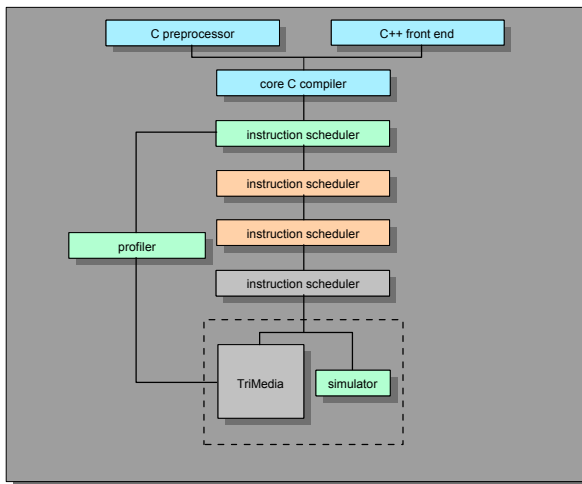 C preprocessor
C++ front end
core C compiler
instruction scheduler
instruction scheduler
instruction scheduler
profiler
instruction scheduler
TriMedia
simulator